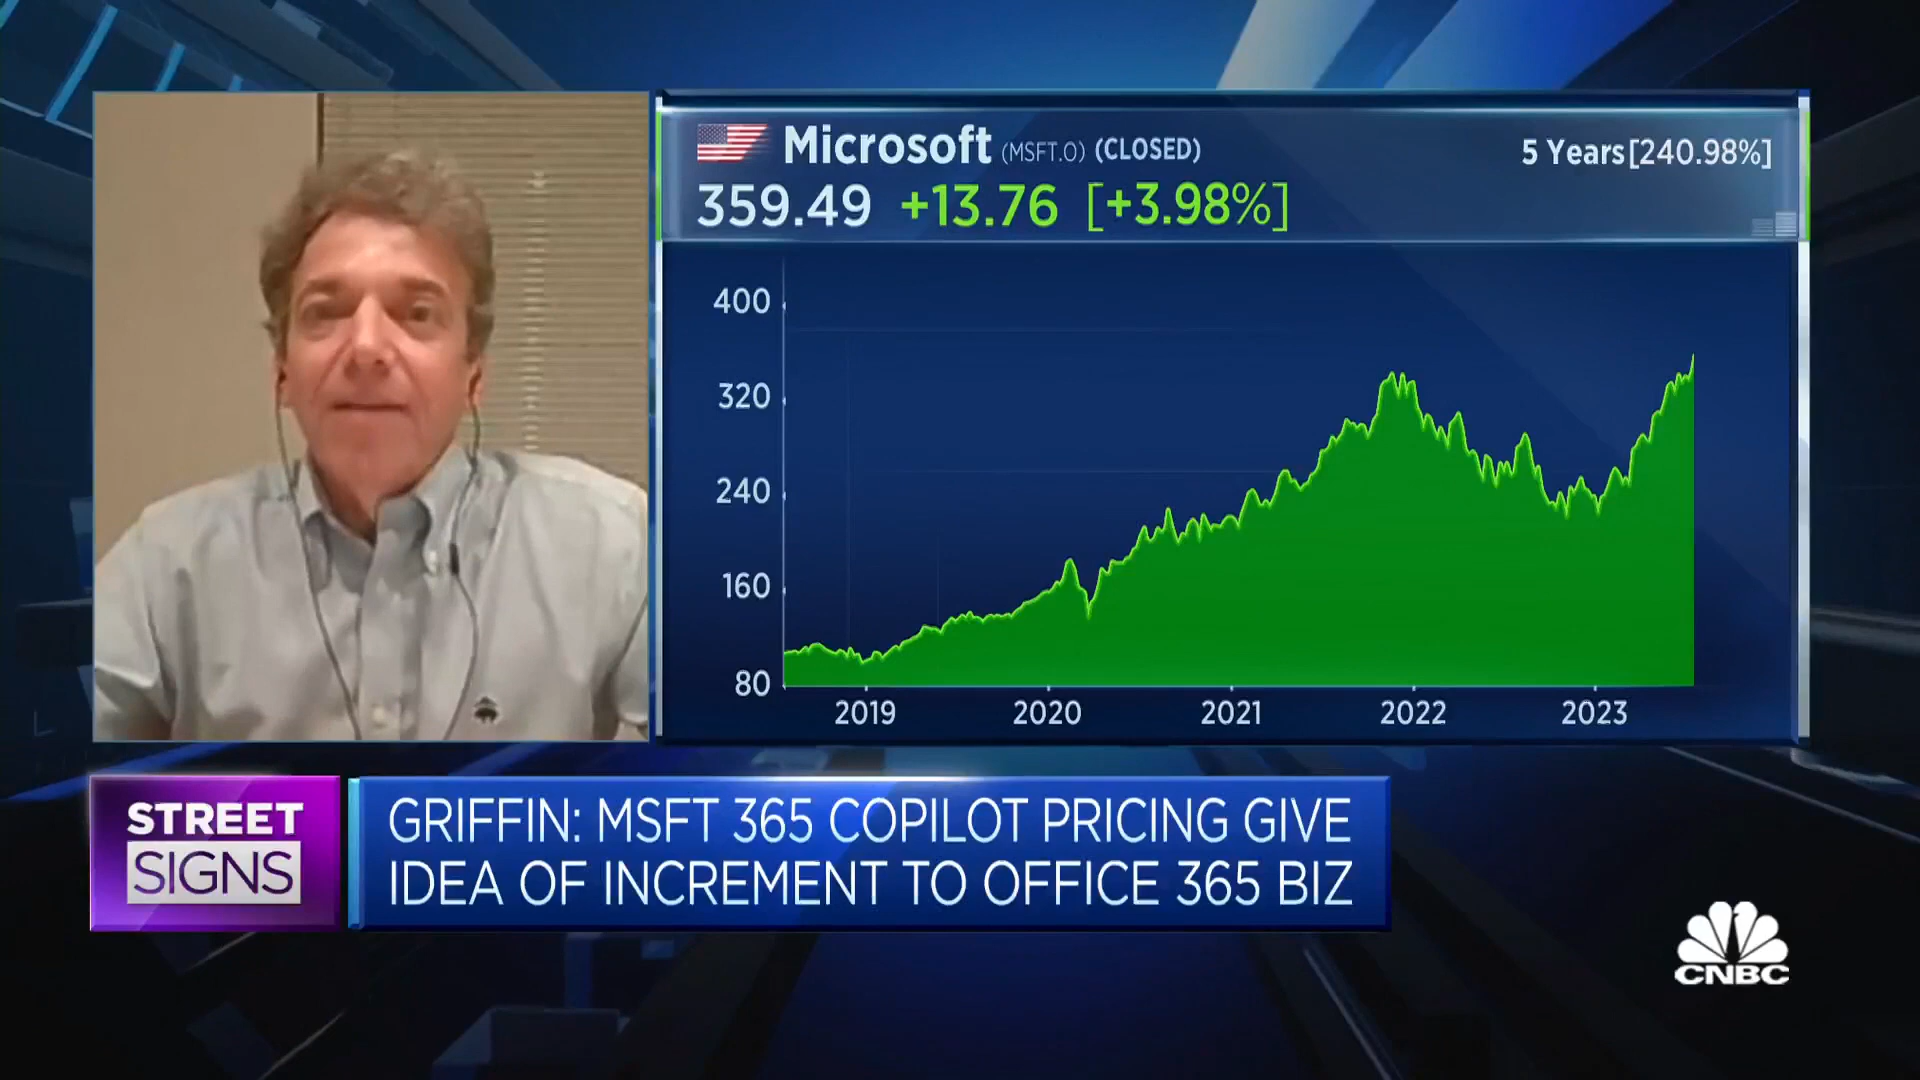 Microsoft (MSFT.O) (CLOSED)
5 Years[240.98%]
359.49 +13.76 [+3.98%]
400
320
240
160
80
2019 2020 2021 2022 2023
STREET
SIGNS
GRIFFIN: MSFT 365 COPILOT PRICING GIVE
IDEA OF INCREMENT TO OFFICE 365 BIZ
CNBC